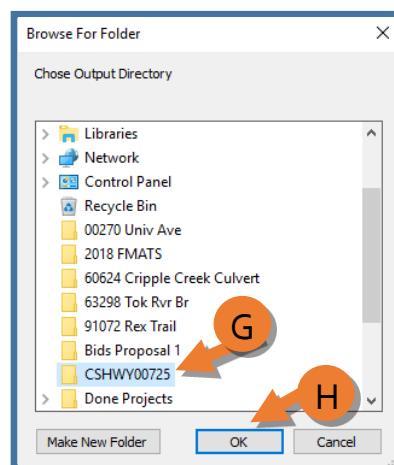 Browse For Folder
Chose Output Directory
Libraries
Network
Control Panel
Recycle Bin
00270 Univ Ave
2018 FMATS
60624 Cripple Creek Culvert
63298 Tok Rvr Br
91072 Rex Trail
G
Bids Proposal 1
CSHWY00725
Done Projects
H
Make New Folder
OK
Cancel